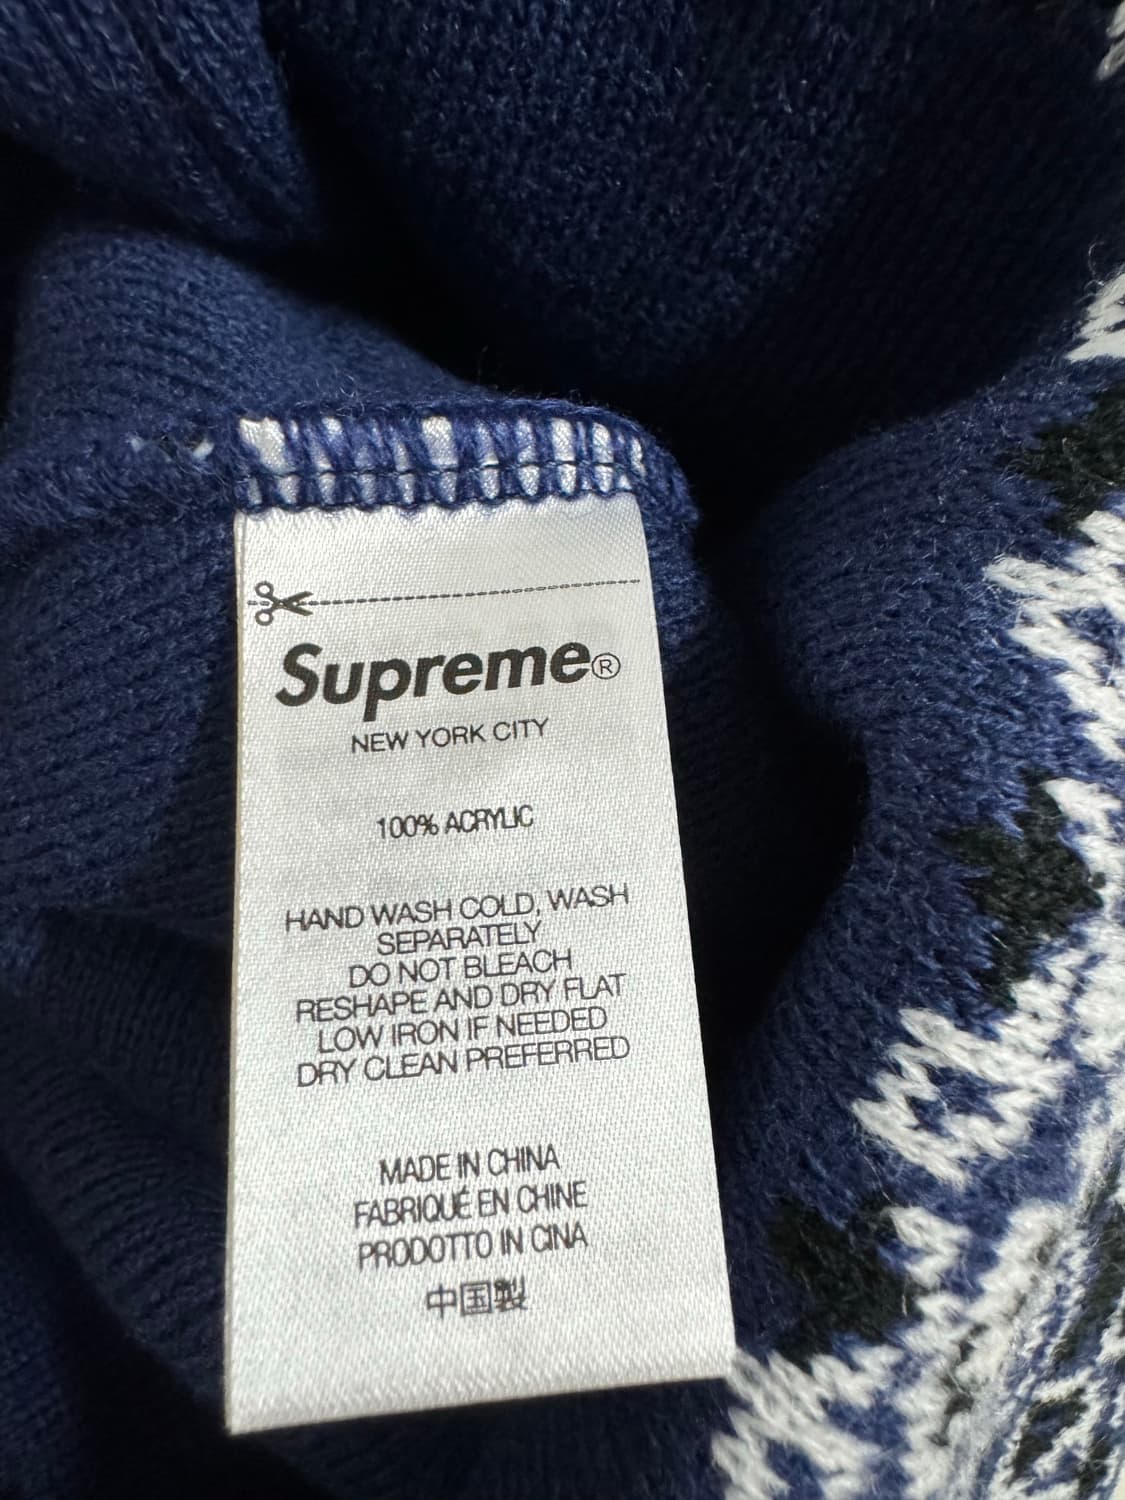 Supreme®
NEW YORK CITY
100% ACRYLIC
HAND WASH COLD, WASH
SEPARATELY
DO NOT BLEACH
RESHAPE AND DRY FLAT
LOW IRON IF NEEDED
DRY CLEAN PREFERRED
MADE IN CHINA
FABRIQUÉ EN CHINE
PRODOTTO IN CINA
中国製